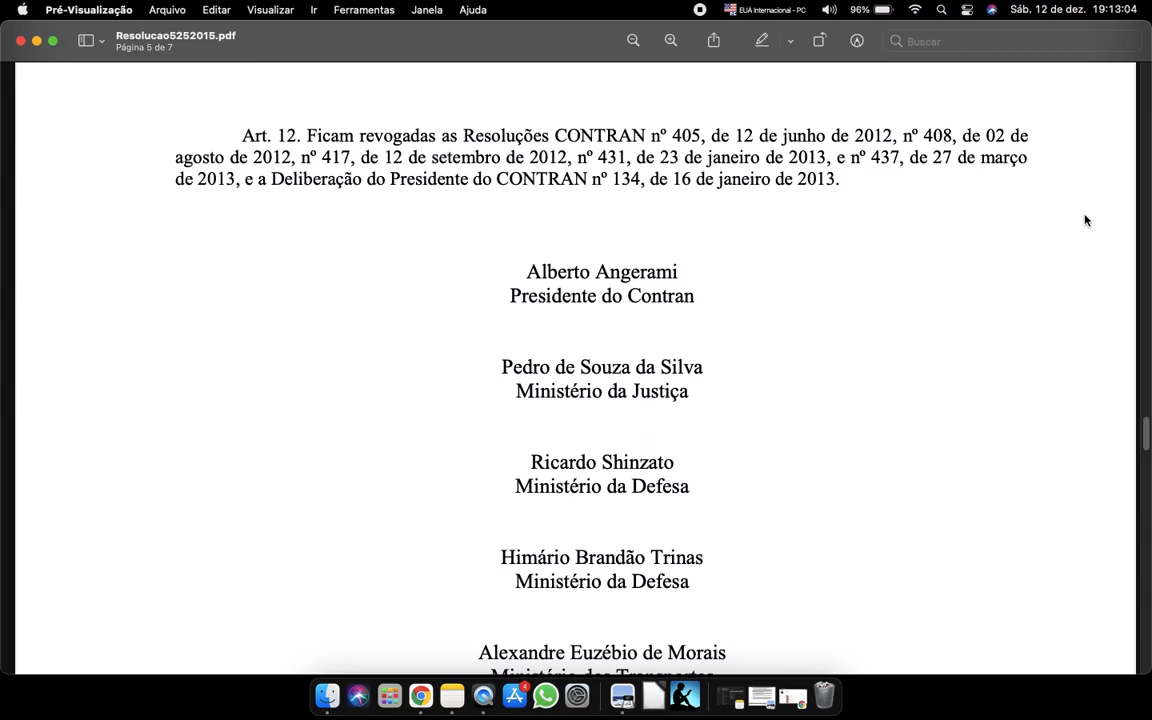 Pré-Visualização Arquivo Editar Visualizar Ir Ferramentas Janela Ajuda EUA Internacional - PC 96% Sáb. 12 de dez. 19:13:04
Resolucao5252015.pdf
Página 5 de 7
Buscar
Art. 12. Ficam revogadas as Resoluções CONTRAN nº 405, de 12 de junho de 2012, nº 408, de 02 de
agosto de 2012, nº 417, de 12 de setembro de 2012, nº 431, de 23 de janeiro de 2013, e nº 437, de 27 de março
de 2013, e a Deliberação do Presidente do CONTRAN nº 134, de 16 de janeiro de 2013.
Alberto Angerami
Presidente do Contran
Pedro de Souza da Silva
Ministério da Justiça
Ricardo Shinzato
Ministério da Defesa
Himário Brandão Trinas
Ministério da Defesa
Alexandre Euzébio de Morais
Ministério dos Transportes
4